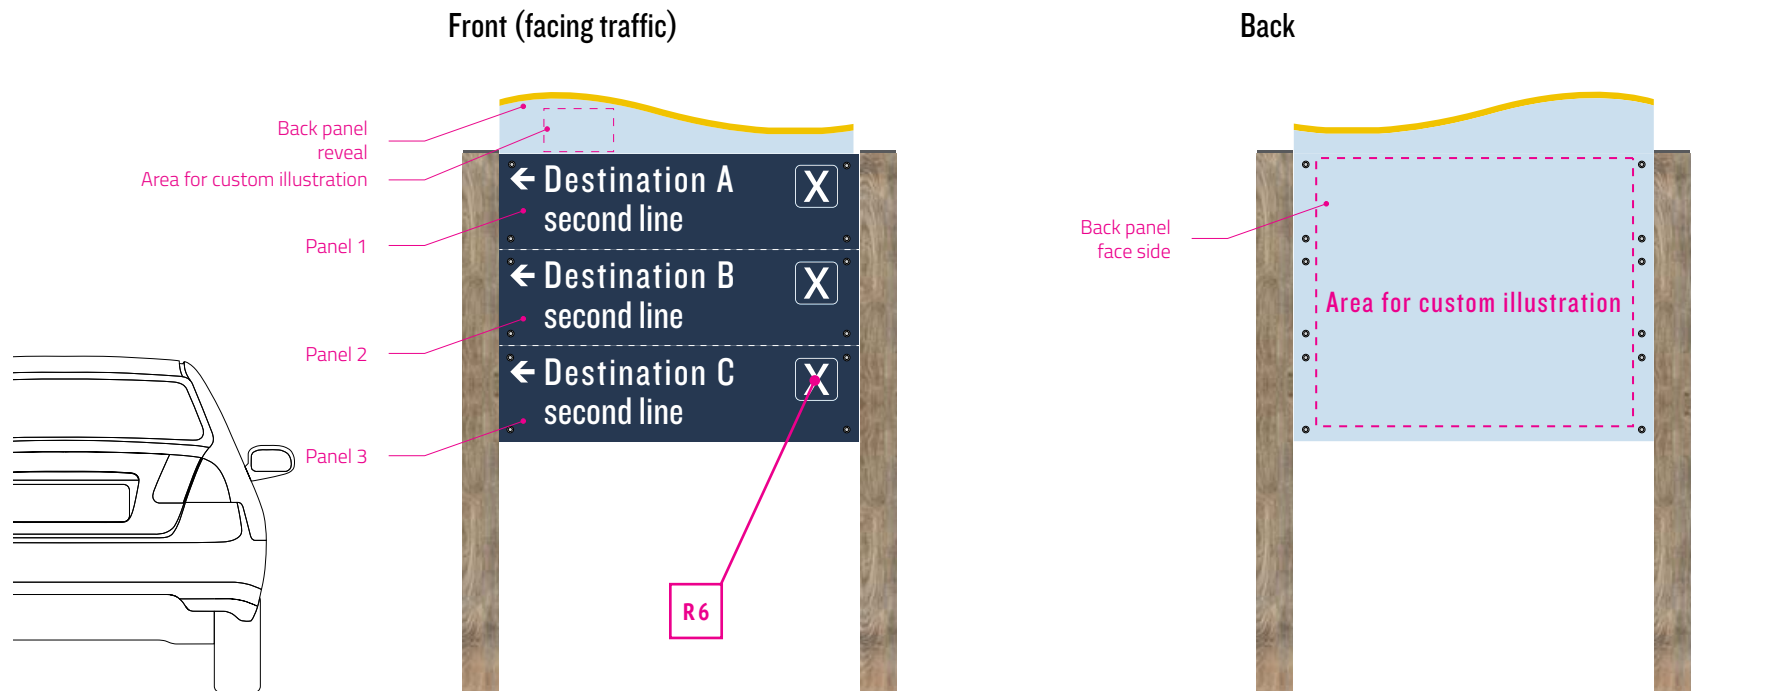 Front (facing traffic)
Back
Back panel
reveal
Area for custom illustration
Panel 1
Panel 2
Panel 3
← Destination A X
second line
← Destination B X
second line
← Destination C X
second line
R6
Back panel
face side
Area for custom illustration